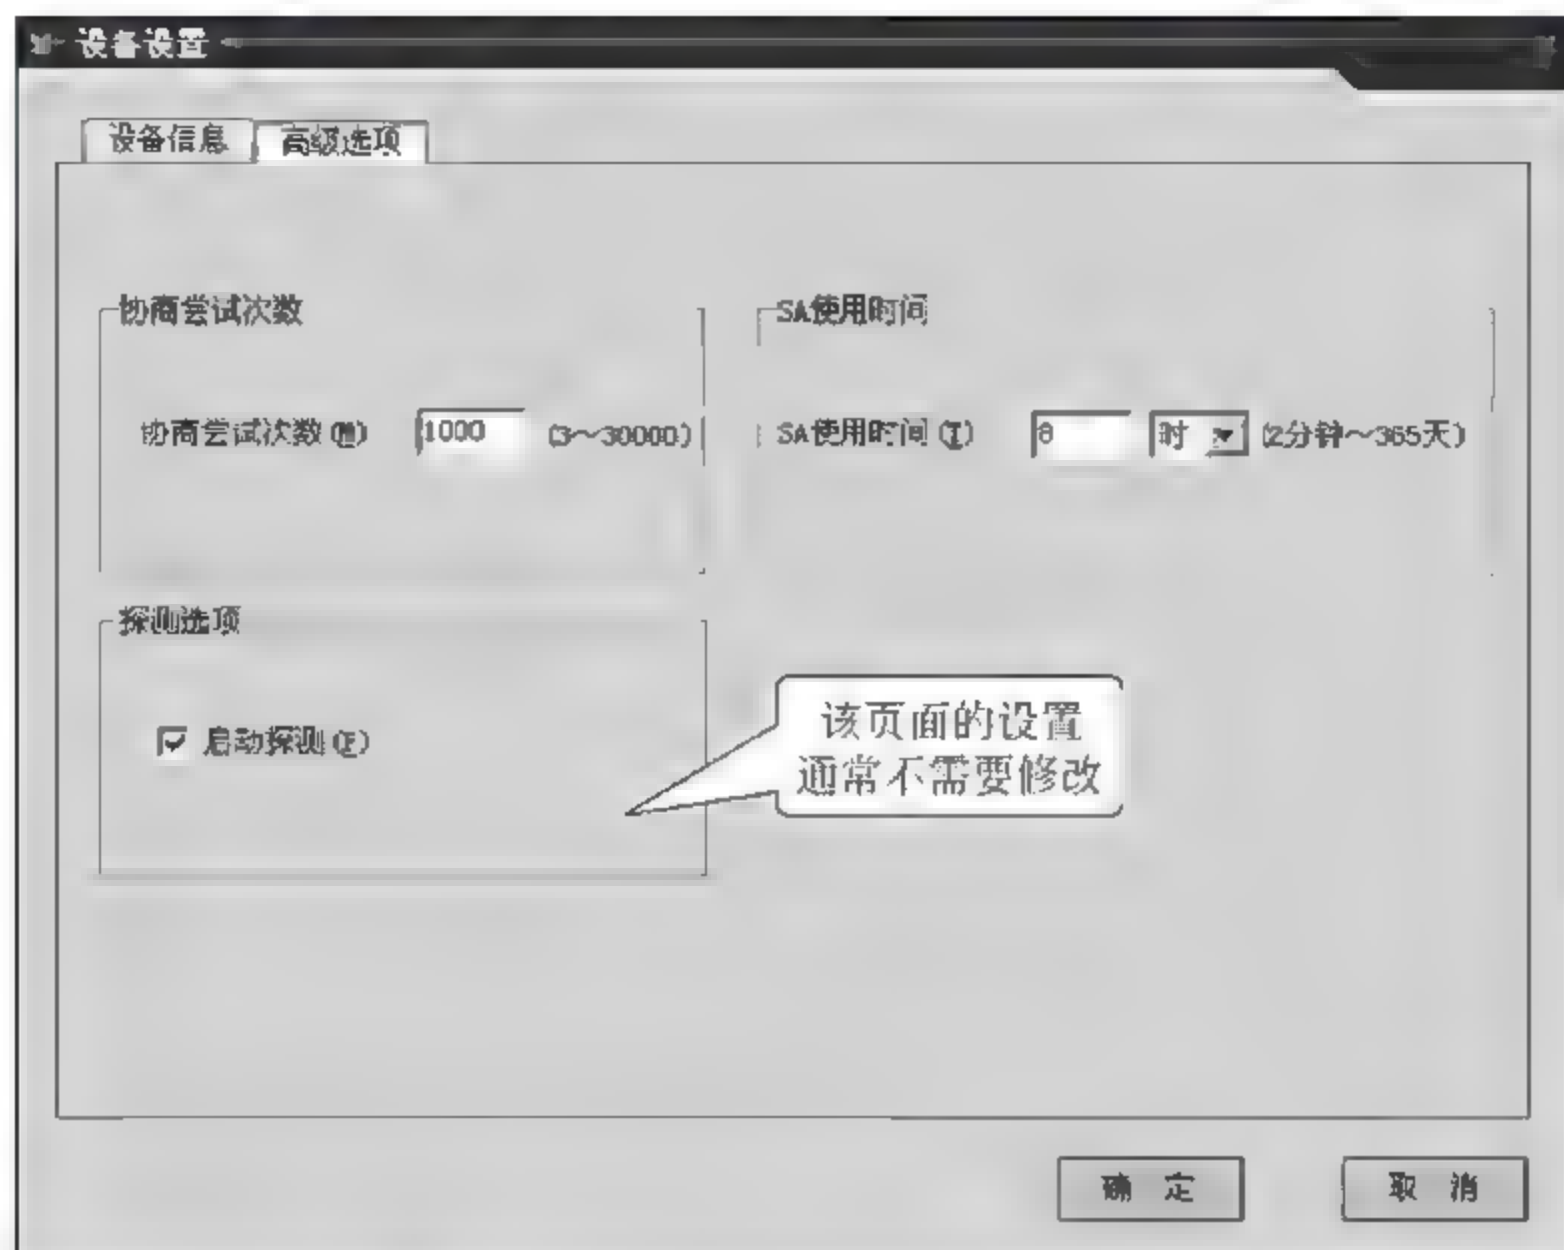 设备设置
设备信息 高级选项
协商尝试次数 SA使用时间
协商尝试次数(M) 1000 (3～30000) SA使用时间(T) 8 时 (2分钟～365天)
探测选项
启动探测(F)
该页面的设置
通常不需要修改
确 定 取 消